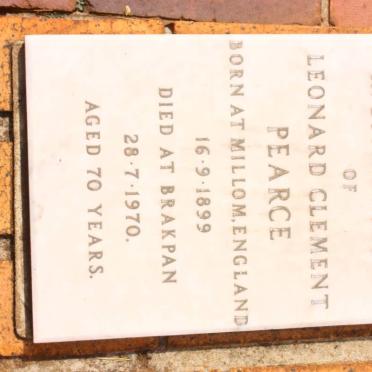 OF
LEONARD CLEMENT
PEARCE
BORN AT MILLOM, ENGLAND
16·9·1899
DIED AT BRAKPAN
28·7·1970.
AGED 70 YEARS.